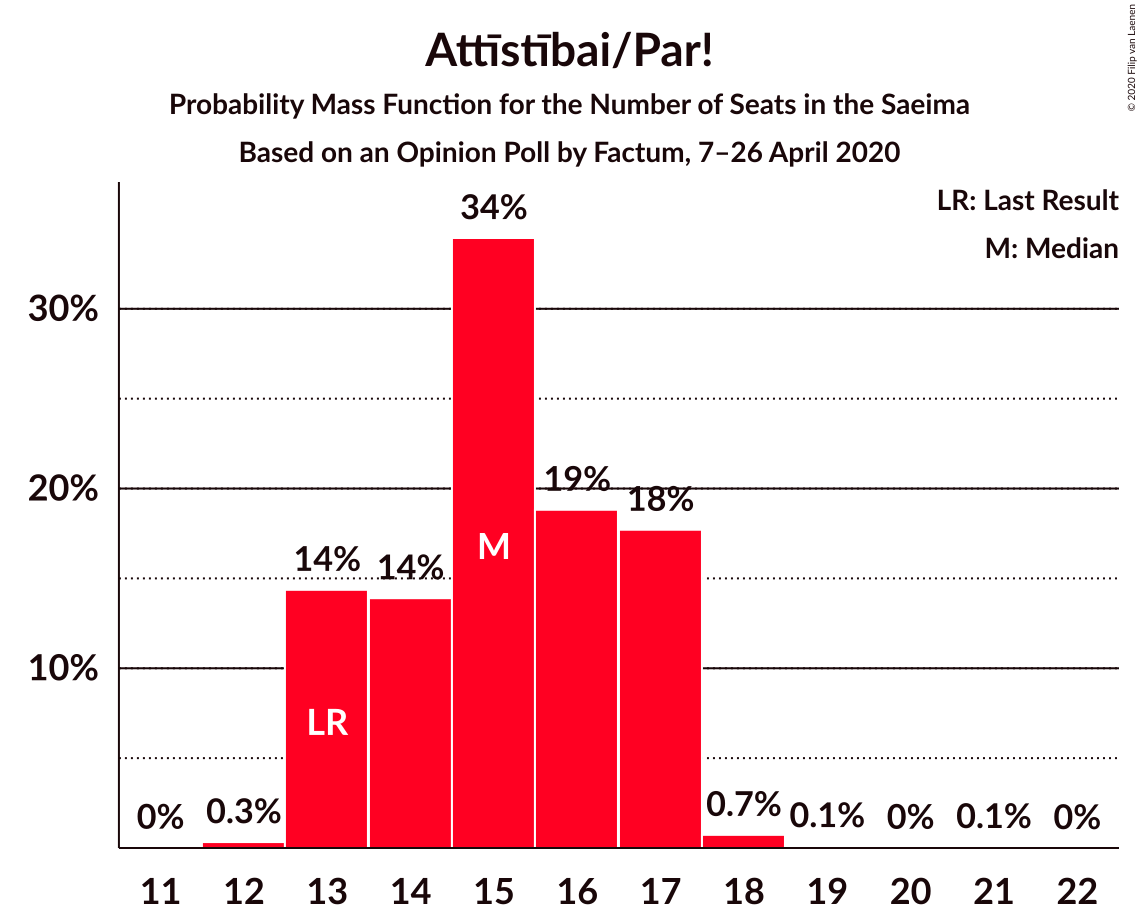 Attīstībai/Par!
Probability Mass Function for the Number of Seats in the Saeima
Based on an Opinion Poll by Factum, 7–26 April 2020
© 2020 Filip van Laenen
LR: Last Result
M: Median
34%
30%
20%
19%
18%
M
14%
14%
10%
LR
0%
0.3%
0.7%
0.1%
0%
0.1%
0%
11 12 13 14 15 16 17 18 19 20 21 22